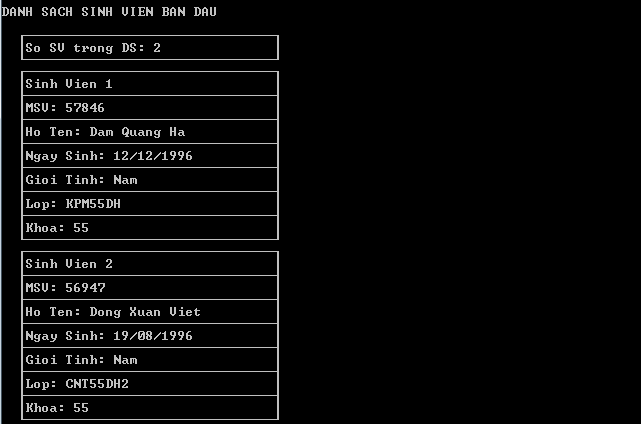 DANH SACH SINH VIEN BAN DAU
So SV trong DS: 2
Sinh Vien 1
MSV: 57846
Ho Ten: Dam Quang Ha
Ngay Sinh: 12/12/1996
Gioi Tinh: Nam
Lop: KPM55DH
Khoa: 55
Sinh Vien 2
MSV: 56947
Ho Ten: Dong Xuan Viet
Ngay Sinh: 19/08/1996
Gioi Tinh: Nam
Lop: CNT55DH2
Khoa: 55